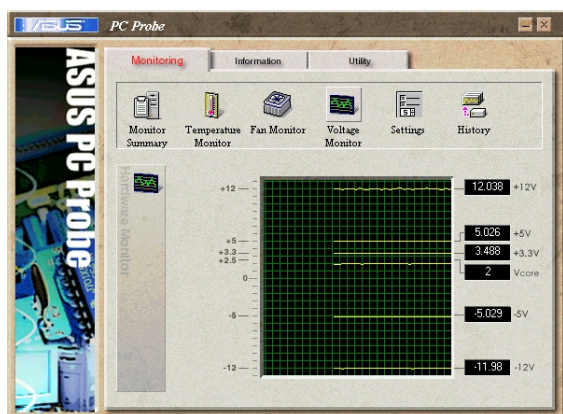 /ISUS PC Probe
ASUS PC Probe
Monitoring Information Utility
Monitor Summary
Temperature Monitor
Fan Monitor
Voltage Monitor
Settings
History
Hardware Monitor
+12
+5
+3.3
+2.5
0
-5
-12
12.038 +12V
5.026 +5V
3.488 +3.3V
2 Vcore
-5.029 -5V
-11.98 -12V